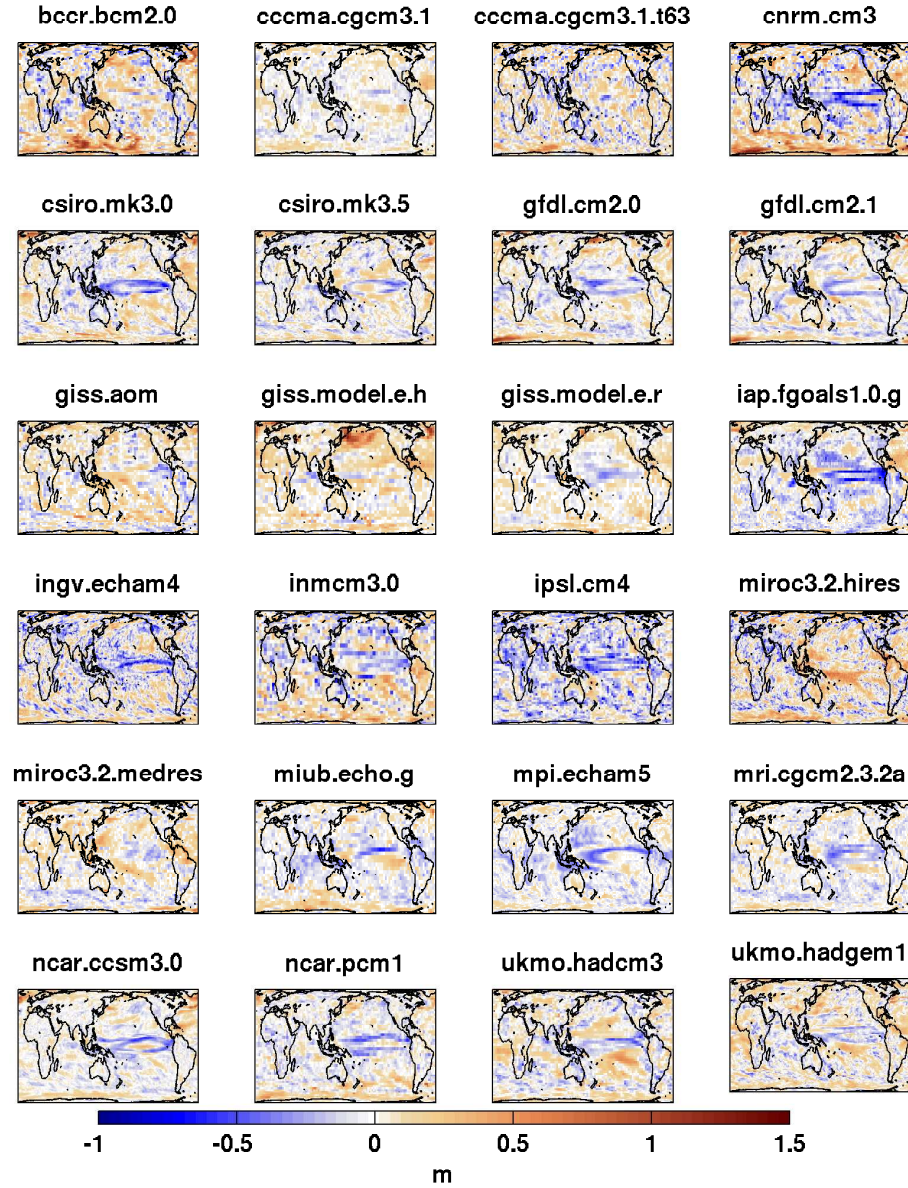 bccr.bcm2.0 cccma.cgcm3.1 cccma.cgcm3.1.t63 cnrm.cm3
csiro.mk3.0 csiro.mk3.5 gfdl.cm2.0 gfdl.cm2.1
giss.aom giss.model.e.h giss.model.e.r iap.fgoals1.0.g
ingv.echam4 inmcm3.0 ipsl.cm4 miroc3.2.hires
miroc3.2.medres miub.echo.g mpi.echam5 mri.cgcm2.3.2a
ncar.ccsm3.0 ncar.pcm1 ukmo.hadcm3 ukmo.hadgem1
-1 -0.5 0 0.5 1 1.5
m